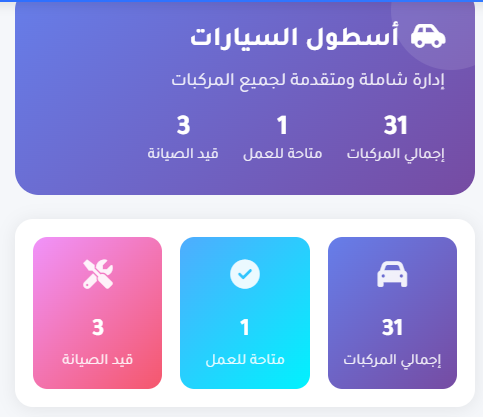 أسطول السيارات
إدارة شاملة ومتقدمة لجميع المركبات
31 1 3
إجمالي المركبات متاحة للعمل قيد الصيانة
31 1 3
إجمالي المركبات متاحة للعمل قيد الصيانة